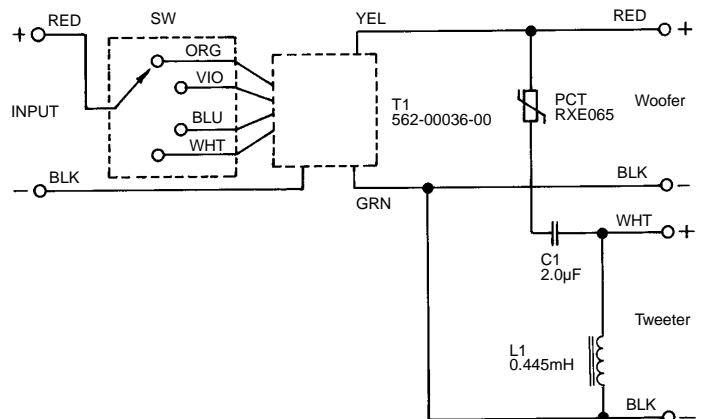 RED
SW
YEL
RED
+
+
ORG
VIO
INPUT
BLU
WHT
T1
562-00036-00
PCT
RXE065
Woofer
−
BLK
GRN
BLK
−
WHT
+
C1
2.0µF
Tweeter
L1
0.445mH
BLK
−